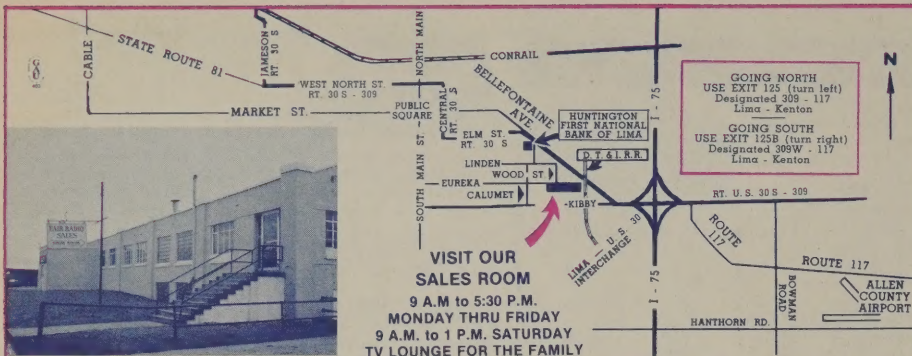 CABLE
STATE ROUTE 81
JAMESON
RT. 30 S
NORTH MAIN
CONRAIL
WEST NORTH ST.
RT. 30 S - 309
MARKET ST.
PUBLIC
SQUARE
CENTRAL
RT. 30 S
BELLEFONTAINE
AVE
ELM ST.
RT. 30 S
HUNTINGTON
FIRST NATIONAL
BANK OF LIMA
D. T. & I. R.R.
LINDEN
WOOD ST.
EUREKA
CALUMET
SOUTH MAIN ST.
KIBBY
LIMA - U. S. 30
INTERCHANGE
I - 75
I - 75
GOING NORTH
USE EXIT 125 (turn left)
Designated 309 - 117
Lima - Kenton
GOING SOUTH
USE EXIT 125B (turn right)
Designated 309W - 117
Lima - Kenton
N
RT. U.S. 30 S - 309
ROUTE
117
ROUTE 117
BOWMAN
ROAD
HANTHORN RD.
ALLEN
COUNTY
AIRPORT
FAIR RADIO
SALES
VISIT OUR
SALES ROOM
9 A.M to 5:30 P.M.
MONDAY THRU FRIDAY
9 A.M. to 1 P.M. SATURDAY
TV LOUNGE FOR THE FAMILY